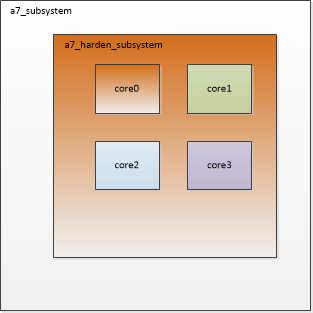 a7_subsystem
a7_harden_subsystem
core0
core1
core2
core3